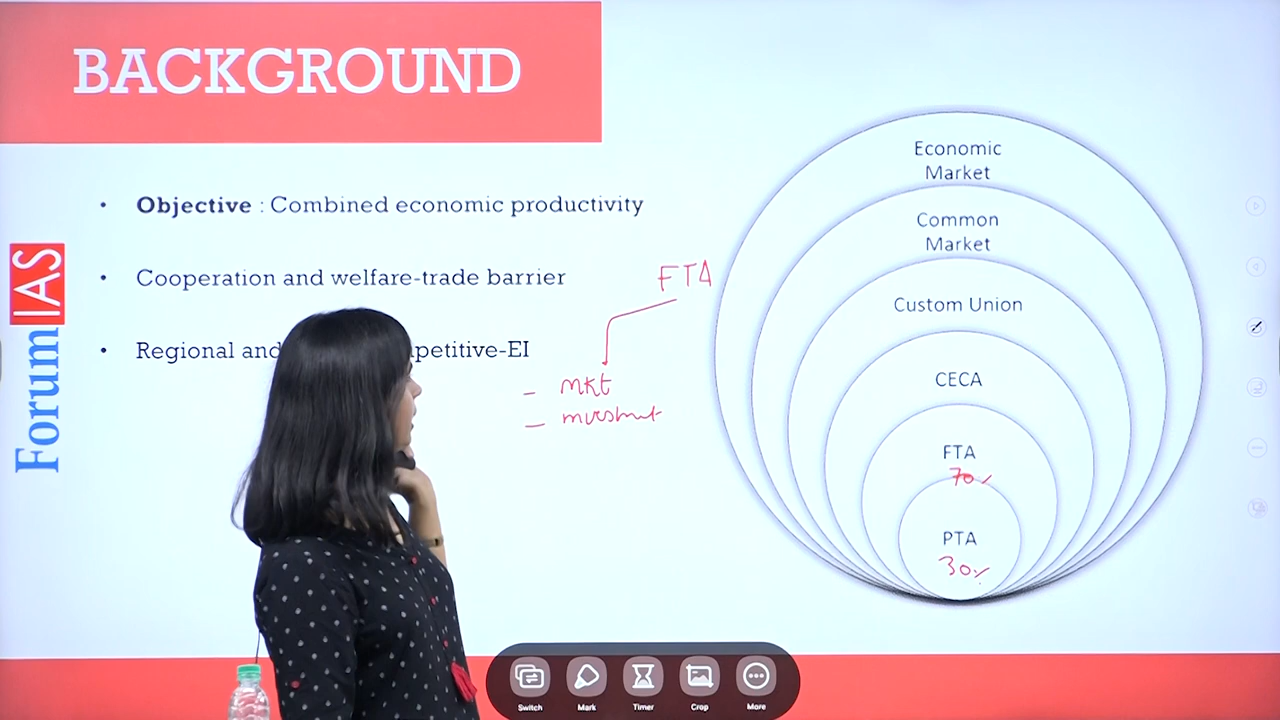 BACKGROUND
• Objective : Combined economic productivity
• Cooperation and welfare-trade barrier
• Regional and
-EI
ForumIAS
FTA
- mkt
Economic
Market
Common
Market
Custom Union
CECA
FTA
70%
PTA
30%
Switch
Mark
Timer
Crop
More